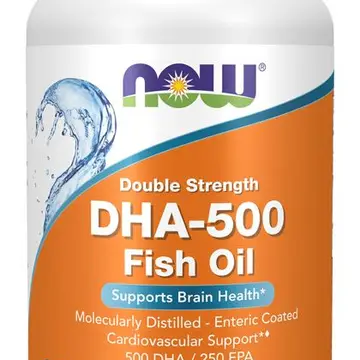 now®
Double Strength
DHA-500
Fish Oil
Supports Brain Health*
Molecularly Distilled - Enteric Coated
Cardiovascular Support*♦
500 DHA / 250 EPA